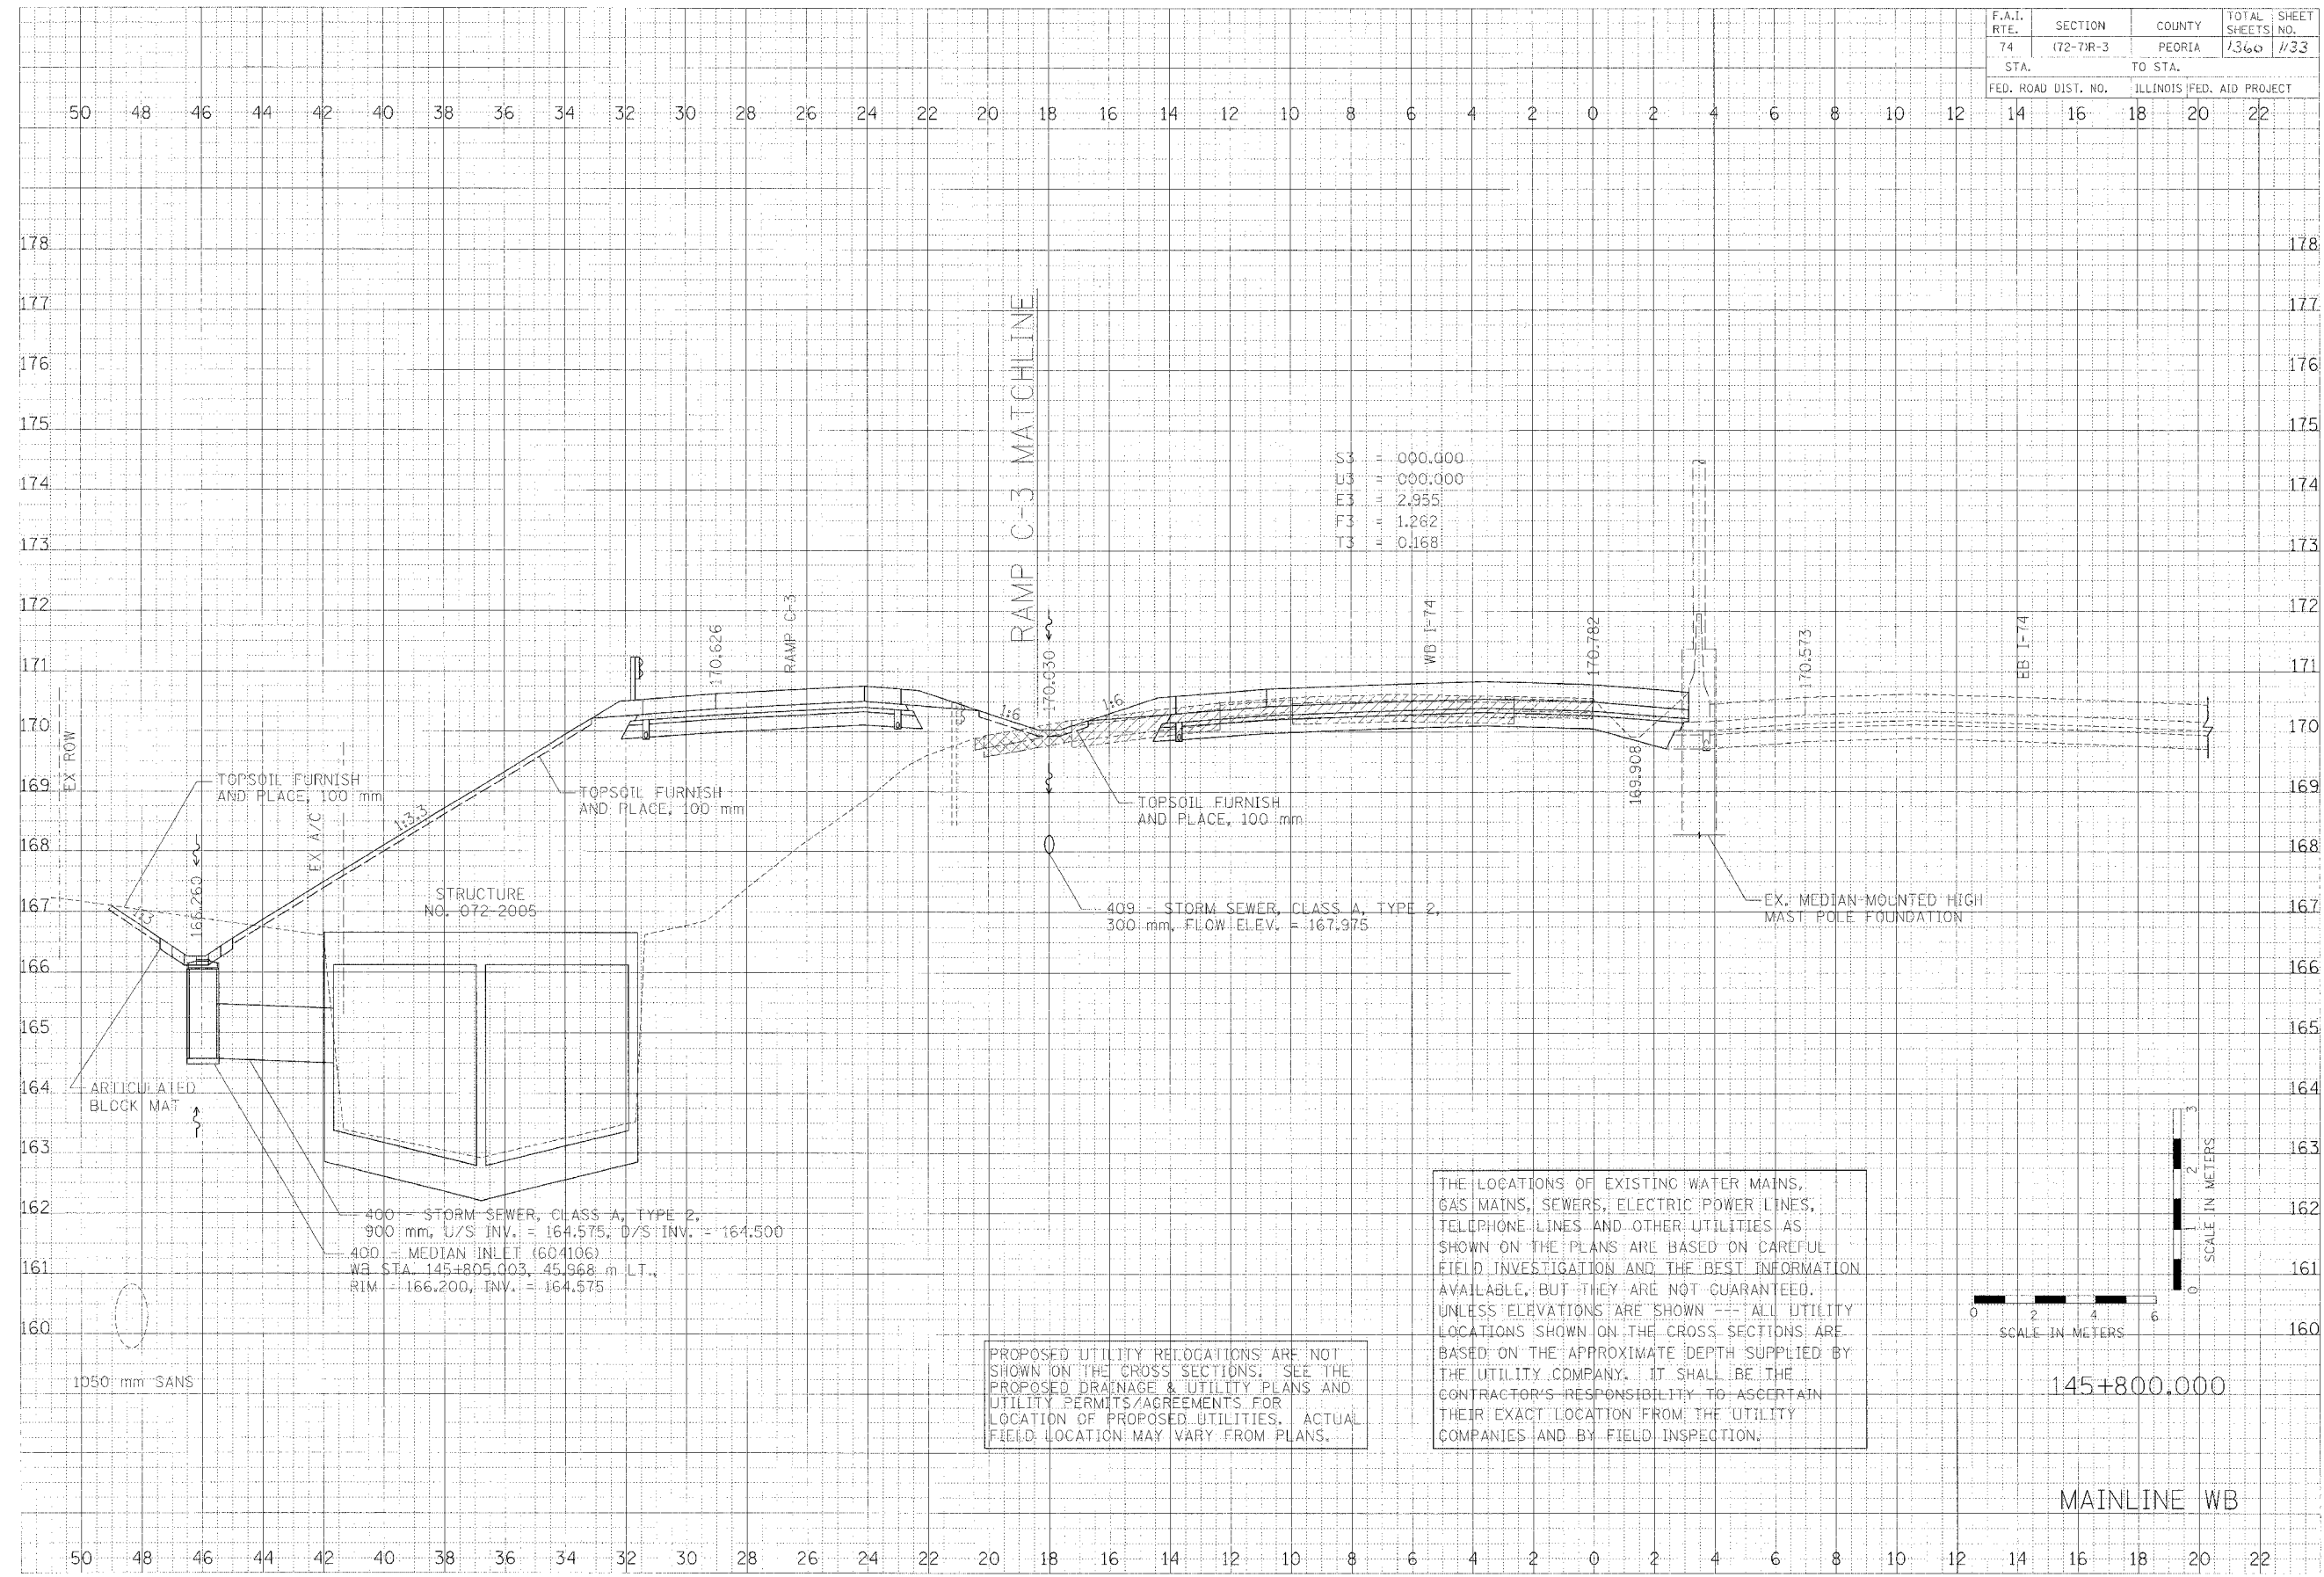 F.A.I. RTE. SECTION COUNTY TOTAL SHEETS SHEET NO.
74 (72-7)R-3 PEORIA 1360 1133
STA. TO STA.
FED. ROAD DIST. NO. ILLINOIS FED. AID PROJECT
50 48 46 44 42 40 38 36 34 32 30 28 26 24 22 20 18 16 14 12 10 8 6 4 2 0 2 4 6 8 10 12 14 16 18 20 22
178 178
177 177
176 176
175 175
174 174
173 173
172 172
171 171
170 170
169 169
168 168
167 167
166 166
165 165
164 164
163 163
162 162
161 161
160 160
RAMP C-3 MATCHLINE
S3 = 000.000
U3 = 000.000
E3 = 2.955
F3 = 1.262
T3 = 0.168
170.626
RAMP C-3
170.030
WB I-74
170.782
170.573
EB I-74
169.908
1:6
1:6
EX ROW
TOPSOIL FURNISH
AND PLACE, 100 mm
EX A/C
1:3.3
TOPSOIL FURNISH
AND PLACE, 100 mm
TOPSOIL FURNISH
AND PLACE, 100 mm
166.260
1:3
STRUCTURE
NO. 072-2005
409 - STORM SEWER, CLASS A, TYPE 2,
300 mm, FLOW ELEV. = 167.975
EX. MEDIAN-MOUNTED HIGH
MAST POLE FOUNDATION
ARTICULATED
BLOCK MAT
400 - STORM SEWER, CLASS A, TYPE 2,
900 mm, U/S INV. = 164.575, D/S INV. = 164.500
400 - MEDIAN INLET (604106)
WB STA. 145+805.003, 45.968 m LT.,
RIM = 166.200, INV. = 164.575
1050 mm SANS
PROPOSED UTILITY RELOCATIONS ARE NOT
SHOWN ON THE CROSS SECTIONS. SEE THE
PROPOSED DRAINAGE & UTILITY PLANS AND
UTILITY PERMITS/AGREEMENTS FOR
LOCATION OF PROPOSED UTILITIES. ACTUAL
FIELD LOCATION MAY VARY FROM PLANS.
THE LOCATIONS OF EXISTING WATER MAINS,
GAS MAINS, SEWERS, ELECTRIC POWER LINES,
TELEPHONE LINES AND OTHER UTILITIES AS
SHOWN ON THE PLANS ARE BASED ON CAREFUL
FIELD INVESTIGATION AND THE BEST INFORMATION
AVAILABLE, BUT THEY ARE NOT GUARANTEED.
UNLESS ELEVATIONS ARE SHOWN --- ALL UTILITY
LOCATIONS SHOWN ON THE CROSS SECTIONS ARE
BASED ON THE APPROXIMATE DEPTH SUPPLIED BY
THE UTILITY COMPANY. IT SHALL BE THE
CONTRACTOR'S RESPONSIBILITY TO ASCERTAIN
THEIR EXACT LOCATION FROM THE UTILITY
COMPANIES AND BY FIELD INSPECTION.
0 1 2 3
SCALE IN METERS
0 2 4 6
SCALE IN METERS
145+800.000
MAINLINE WB
50 48 46 44 42 40 38 36 34 32 30 28 26 24 22 20 18 16 14 12 10 8 6 4 2 0 2 4 6 8 10 12 14 16 18 20 22